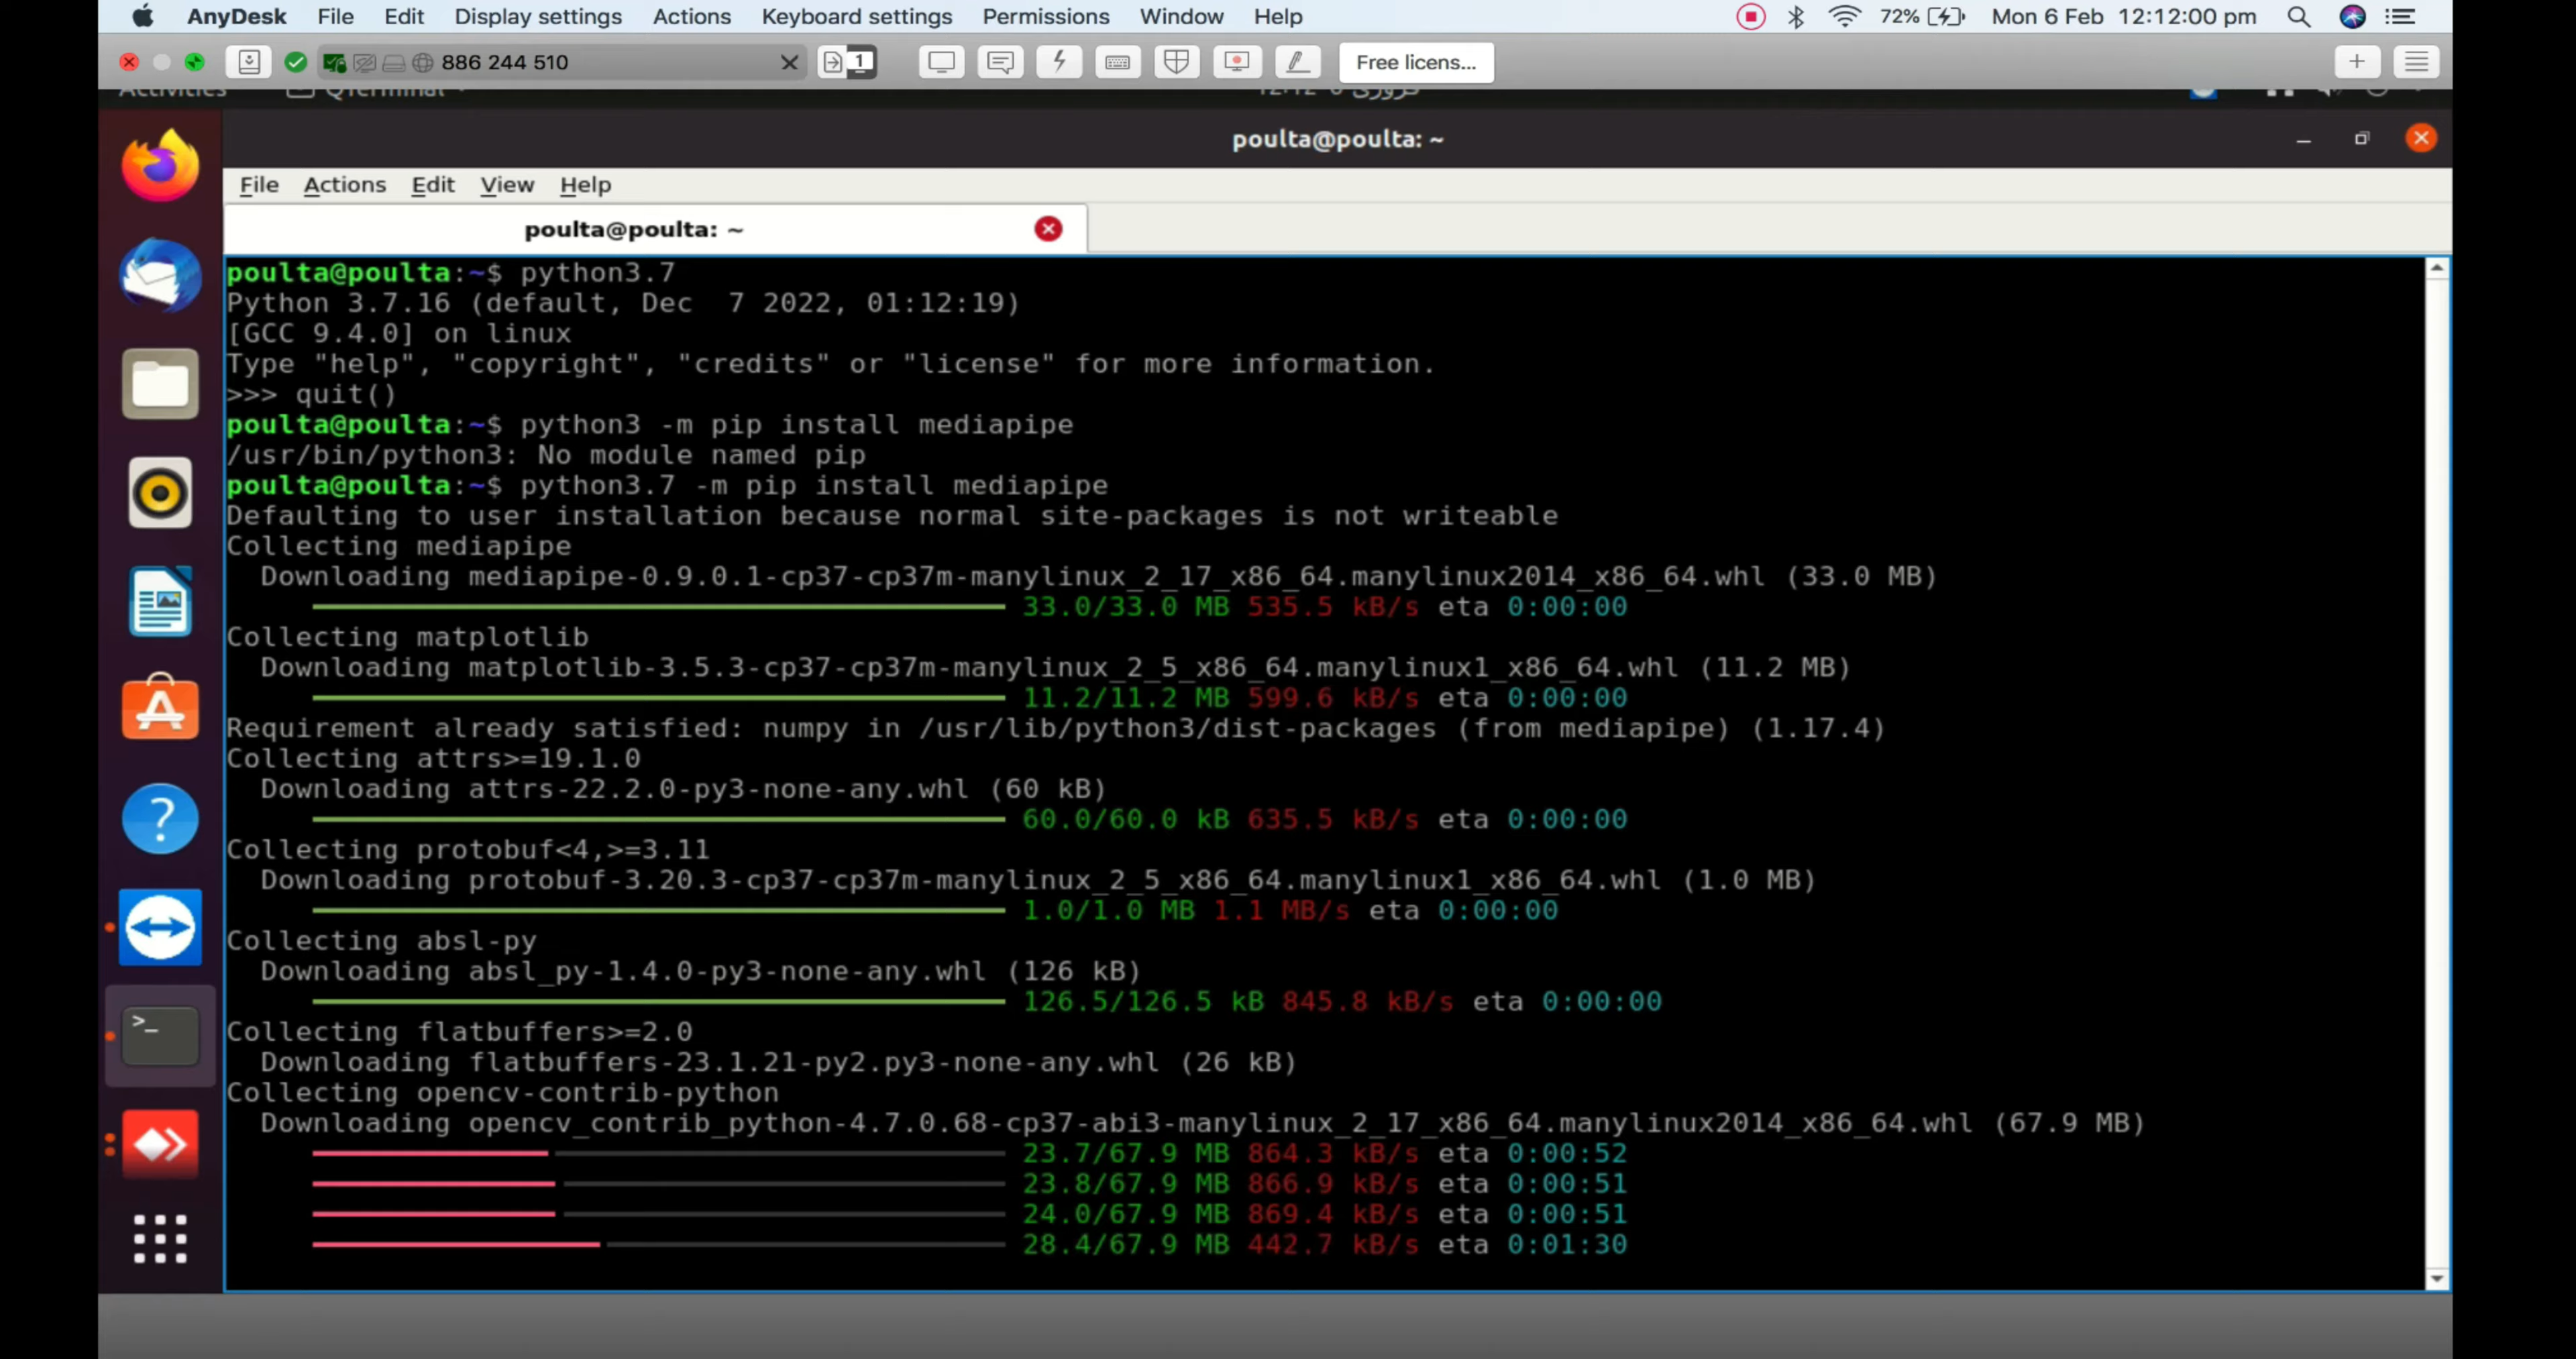 AnyDesk File Edit Display settings Actions Keyboard settings Permissions Window Help 72% Mon 6 Feb 12:12:00 pm
886 244 510 1 Free licens...
Activities QTerminal
poulta@poulta: ~
File Actions Edit View Help
poulta@poulta: ~
poulta@poulta:~$ python3.7
Python 3.7.16 (default, Dec  7 2022, 01:12:19)
[GCC 9.4.0] on linux
Type "help", "copyright", "credits" or "license" for more information.
>>> quit()
poulta@poulta:~$ python3 -m pip install mediapipe
/usr/bin/python3: No module named pip
poulta@poulta:~$ python3.7 -m pip install mediapipe
Defaulting to user installation because normal site-packages is not writeable
Collecting mediapipe
  Downloading mediapipe-0.9.0.1-cp37-cp37m-manylinux_2_17_x86_64.manylinux2014_x86_64.whl (33.0 MB)
33.0/33.0 MB 535.5 kB/s eta 0:00:00
Collecting matplotlib
  Downloading matplotlib-3.5.3-cp37-cp37m-manylinux_2_5_x86_64.manylinux1_x86_64.whl (11.2 MB)
11.2/11.2 MB 599.6 kB/s eta 0:00:00
Requirement already satisfied: numpy in /usr/lib/python3/dist-packages (from mediapipe) (1.17.4)
Collecting attrs>=19.1.0
  Downloading attrs-22.2.0-py3-none-any.whl (60 kB)
60.0/60.0 kB 635.5 kB/s eta 0:00:00
Collecting protobuf<4,>=3.11
  Downloading protobuf-3.20.3-cp37-cp37m-manylinux_2_5_x86_64.manylinux1_x86_64.whl (1.0 MB)
1.0/1.0 MB 1.1 MB/s eta 0:00:00
Collecting absl-py
  Downloading absl_py-1.4.0-py3-none-any.whl (126 kB)
126.5/126.5 kB 845.8 kB/s eta 0:00:00
Collecting flatbuffers>=2.0
  Downloading flatbuffers-23.1.21-py2.py3-none-any.whl (26 kB)
Collecting opencv-contrib-python
  Downloading opencv_contrib_python-4.7.0.68-cp37-abi3-manylinux_2_17_x86_64.manylinux2014_x86_64.whl (67.9 MB)
23.7/67.9 MB 864.3 kB/s eta 0:00:52
23.8/67.9 MB 866.9 kB/s eta 0:00:51
24.0/67.9 MB 869.4 kB/s eta 0:00:51
28.4/67.9 MB 442.7 kB/s eta 0:01:30